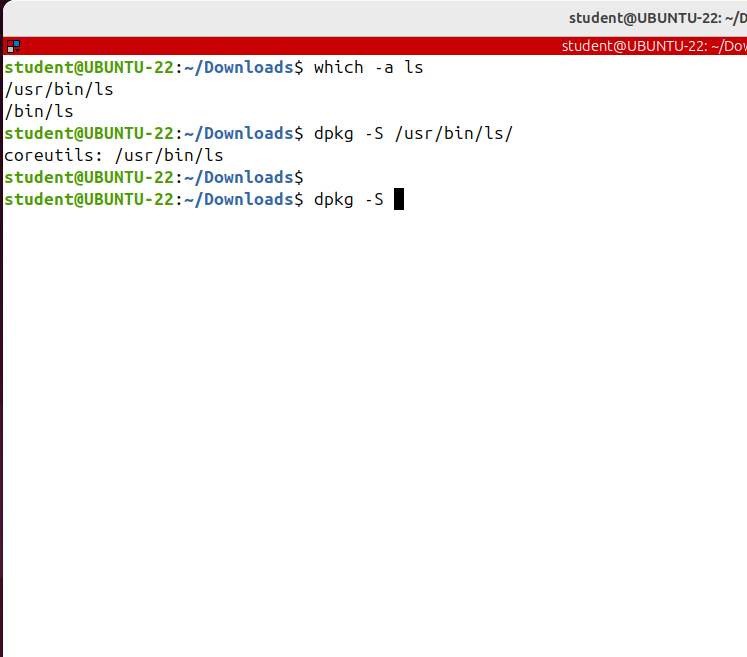 student@UBUNTU-22: ~/D
student@UBUNTU-22: ~/Dow
student@UBUNTU-22:~/Downloads$ which -a ls
/usr/bin/ls
/bin/ls
student@UBUNTU-22:~/Downloads$ dpkg -S /usr/bin/ls/
coreutils: /usr/bin/ls
student@UBUNTU-22:~/Downloads$
student@UBUNTU-22:~/Downloads$ dpkg -S